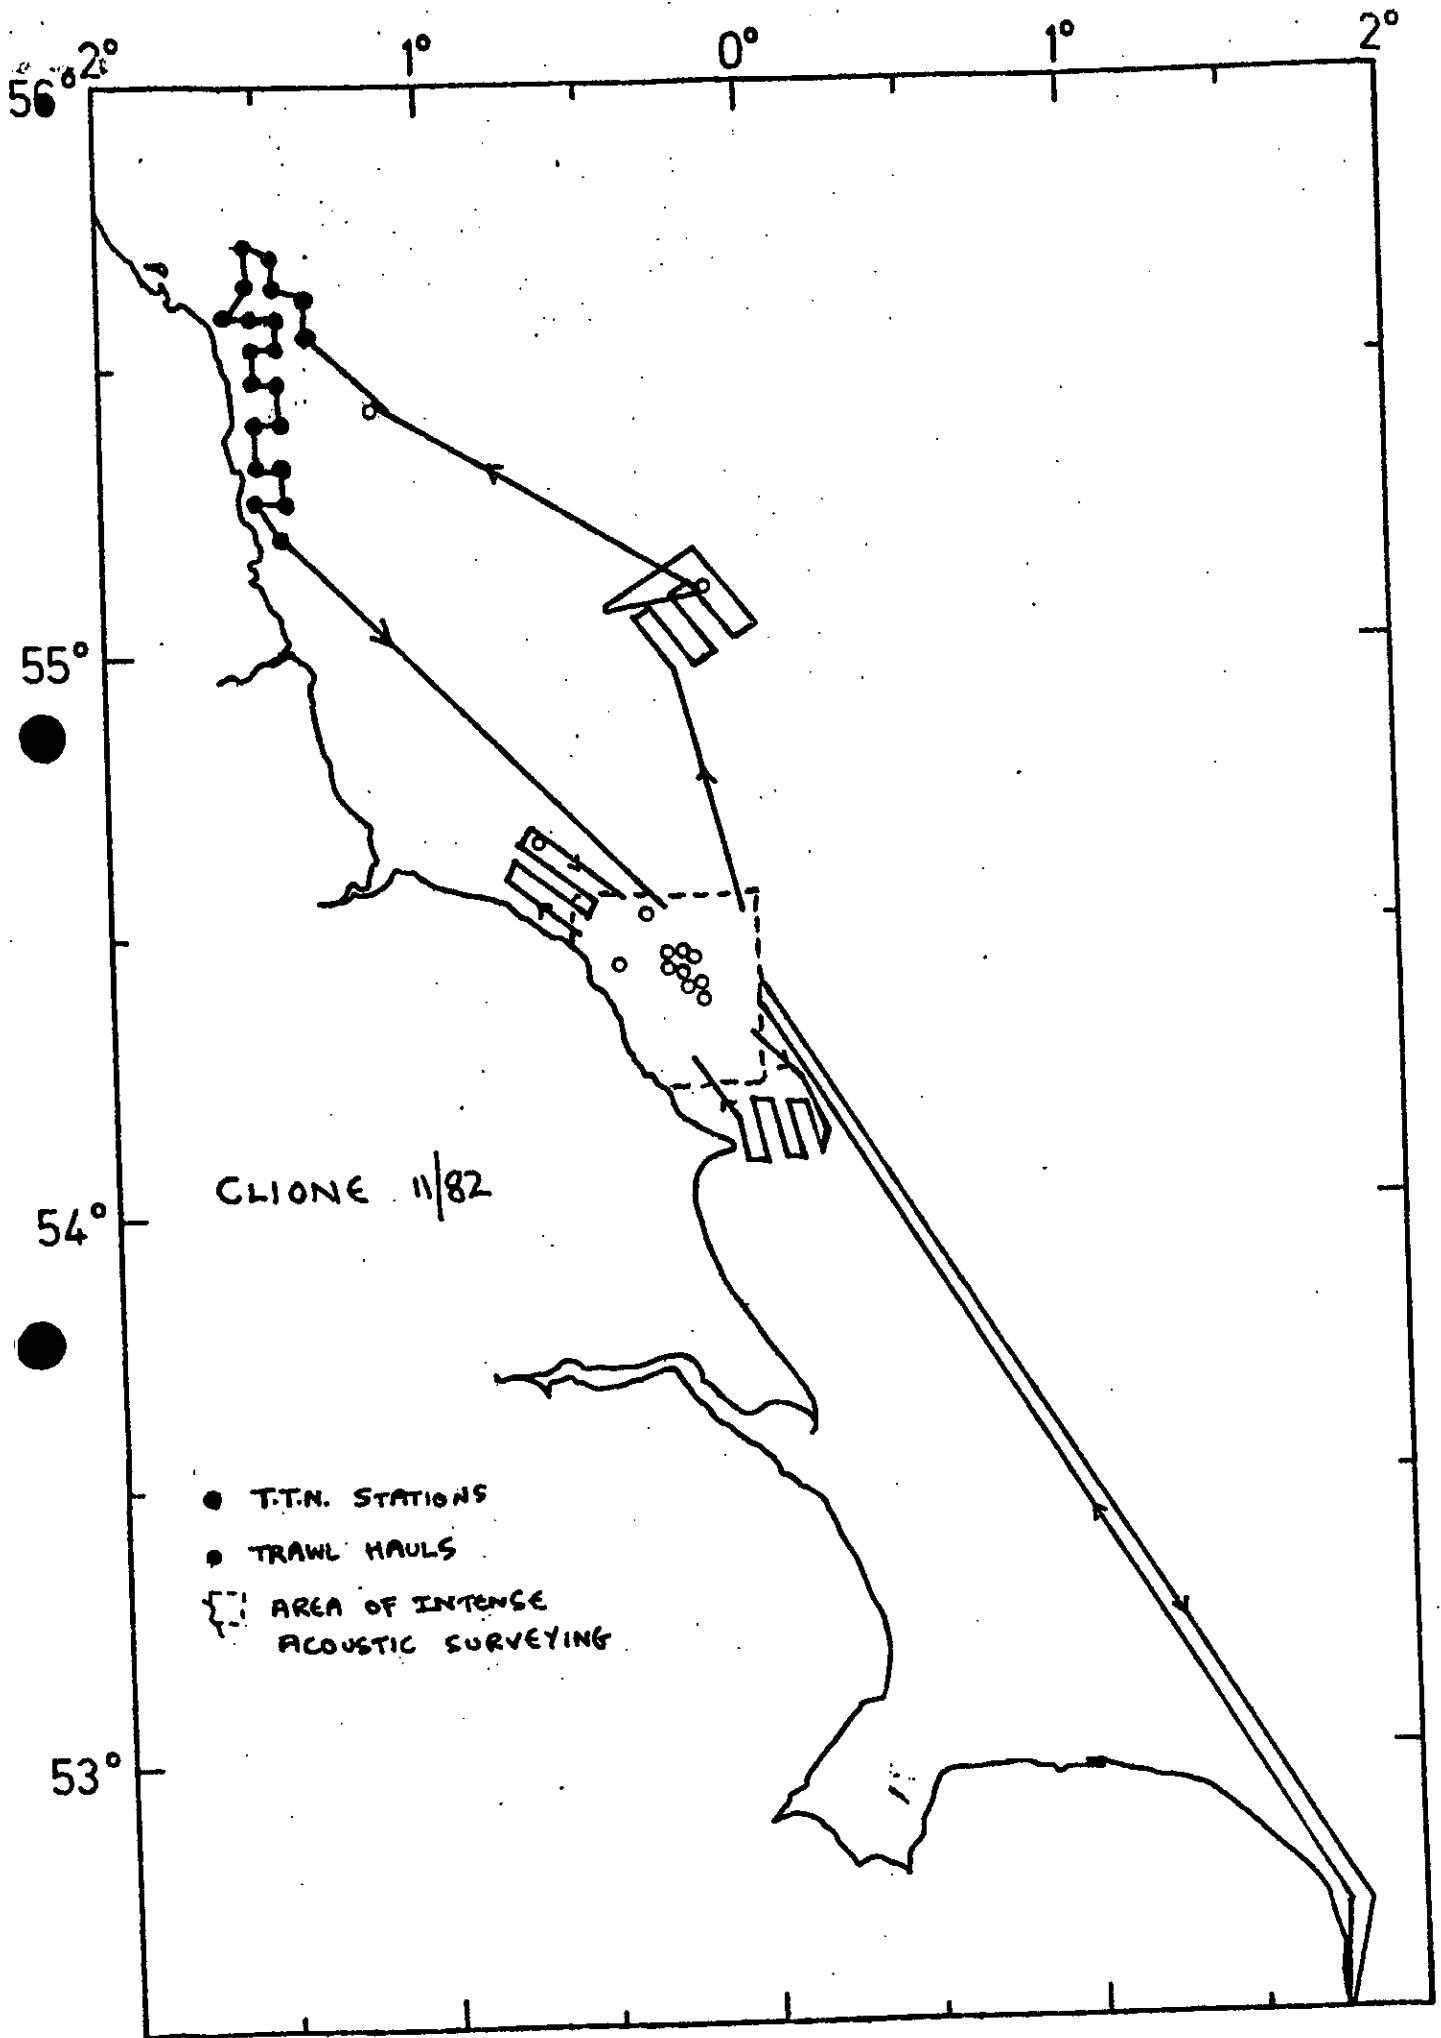 2° 1° 0° 1° 2°
56°
55°
CLIONE 11/82
54°
T.T.N. STATIONS
TRAWL HAULS
AREA OF INTENSE
ACOUSTIC SURVEYING
53°